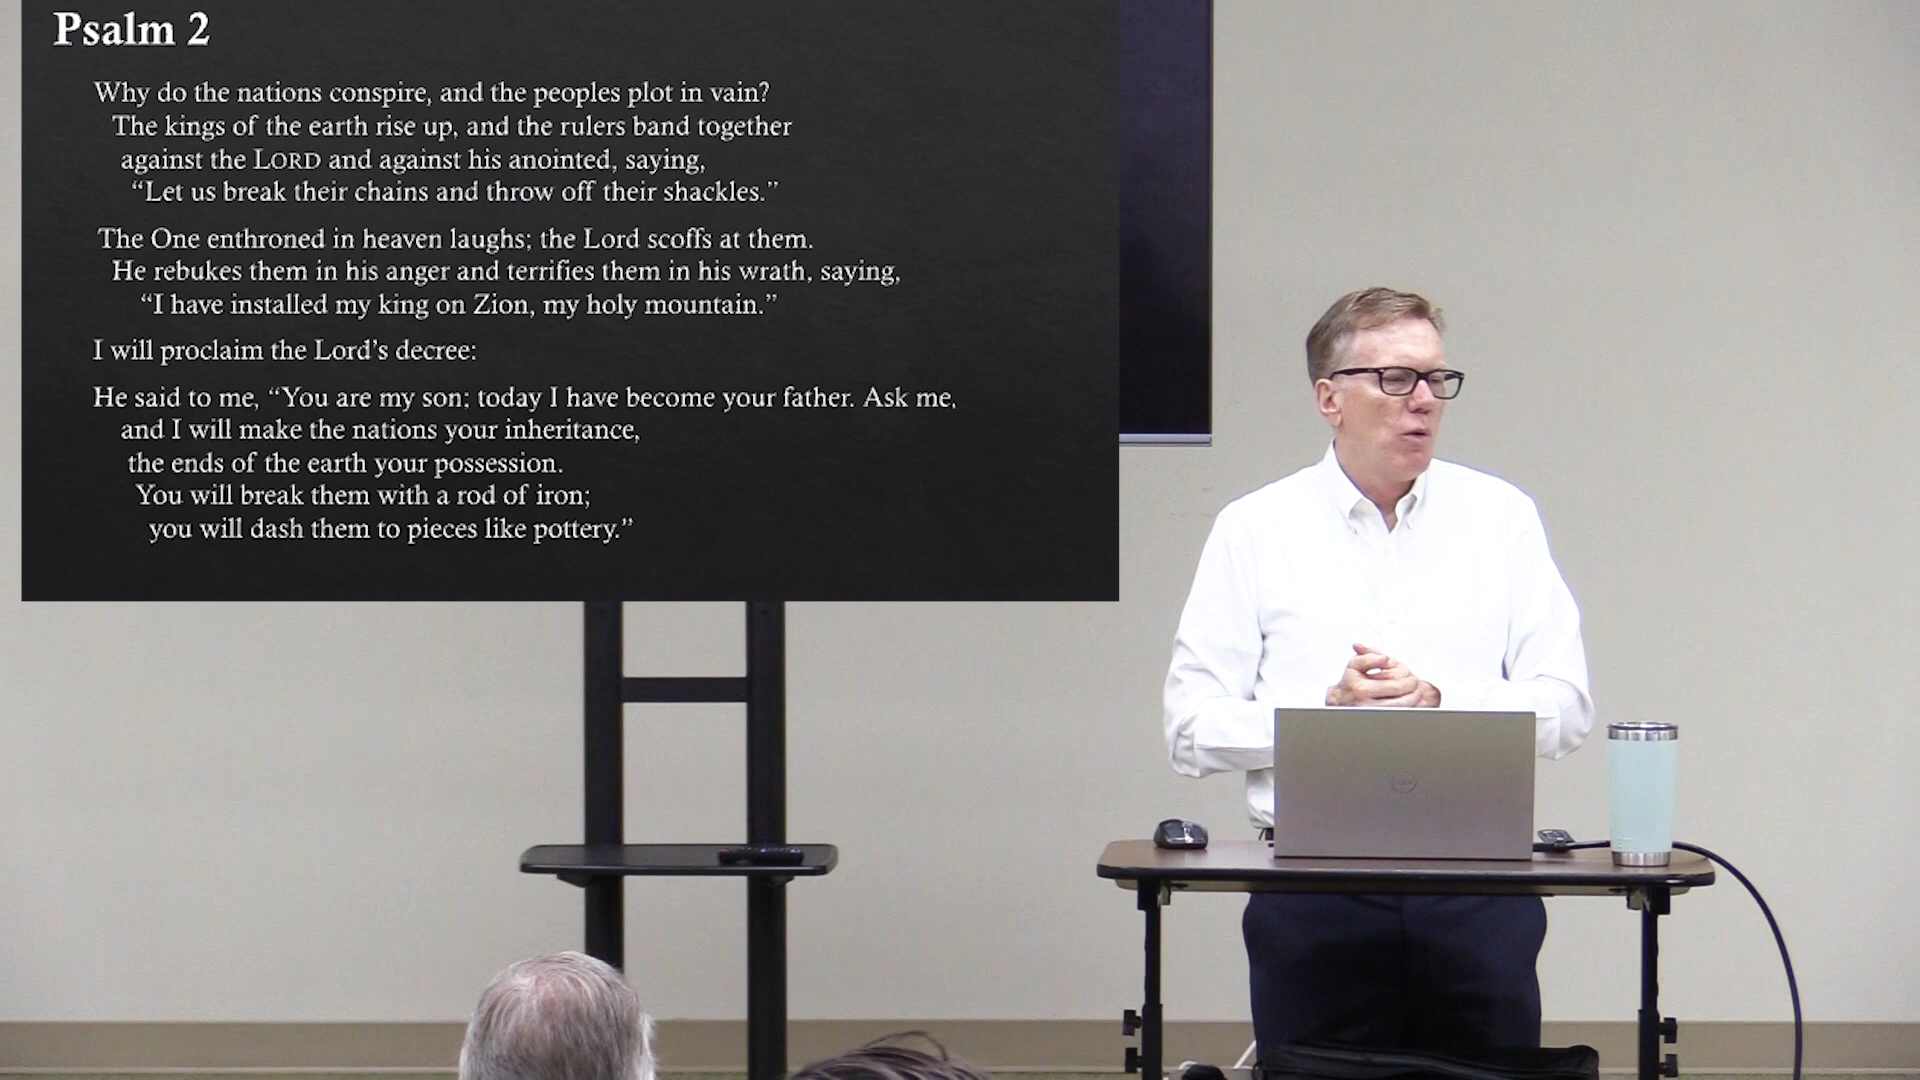 Psalm 2
Why do the nations conspire, and the peoples plot in vain?
The kings of the earth rise up, and the rulers band together
against the LORD and against his anointed, saying,
“Let us break their chains and throw off their shackles.”
The One enthroned in heaven laughs; the Lord scoffs at them.
He rebukes them in his anger and terrifies them in his wrath, saying,
“I have installed my king on Zion, my holy mountain.”
I will proclaim the Lord’s decree:
He said to me, “You are my son; today I have become your father. Ask me,
and I will make the nations your inheritance,
the ends of the earth your possession.
You will break them with a rod of iron;
you will dash them to pieces like pottery.”
DELL